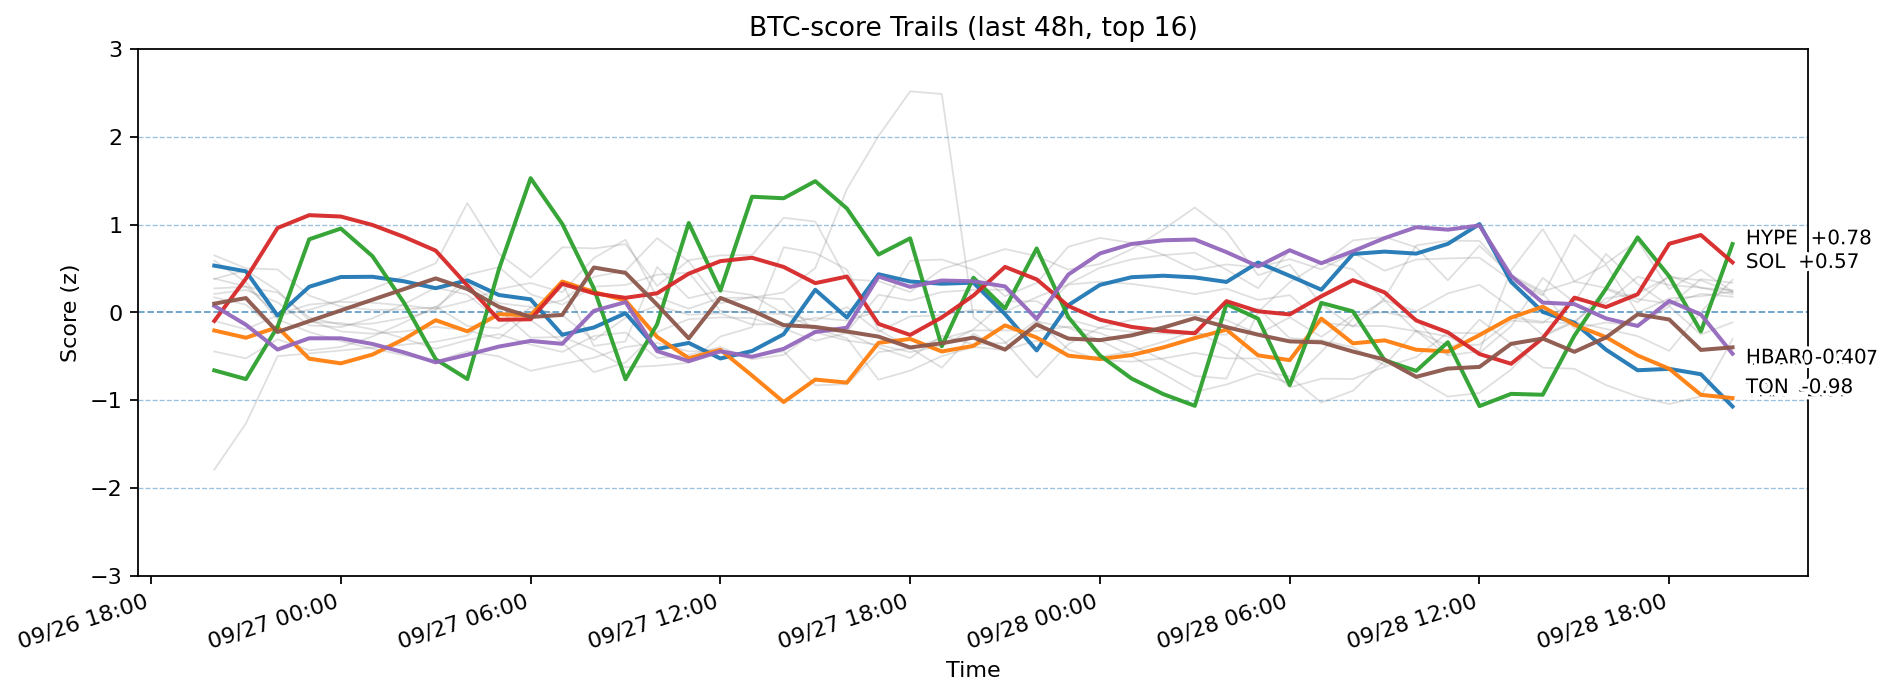 BTC-score Trails (last 48h, top 16)
3
2
1
0
−1
−2
−3
Score (z)
HYPE +0.78
SOL +0.57
TON -0.98
09/26 18:00
09/27 00:00
09/27 06:00
09/27 12:00
09/27 18:00
09/28 00:00
09/28 06:00
09/28 12:00
09/28 18:00
Time